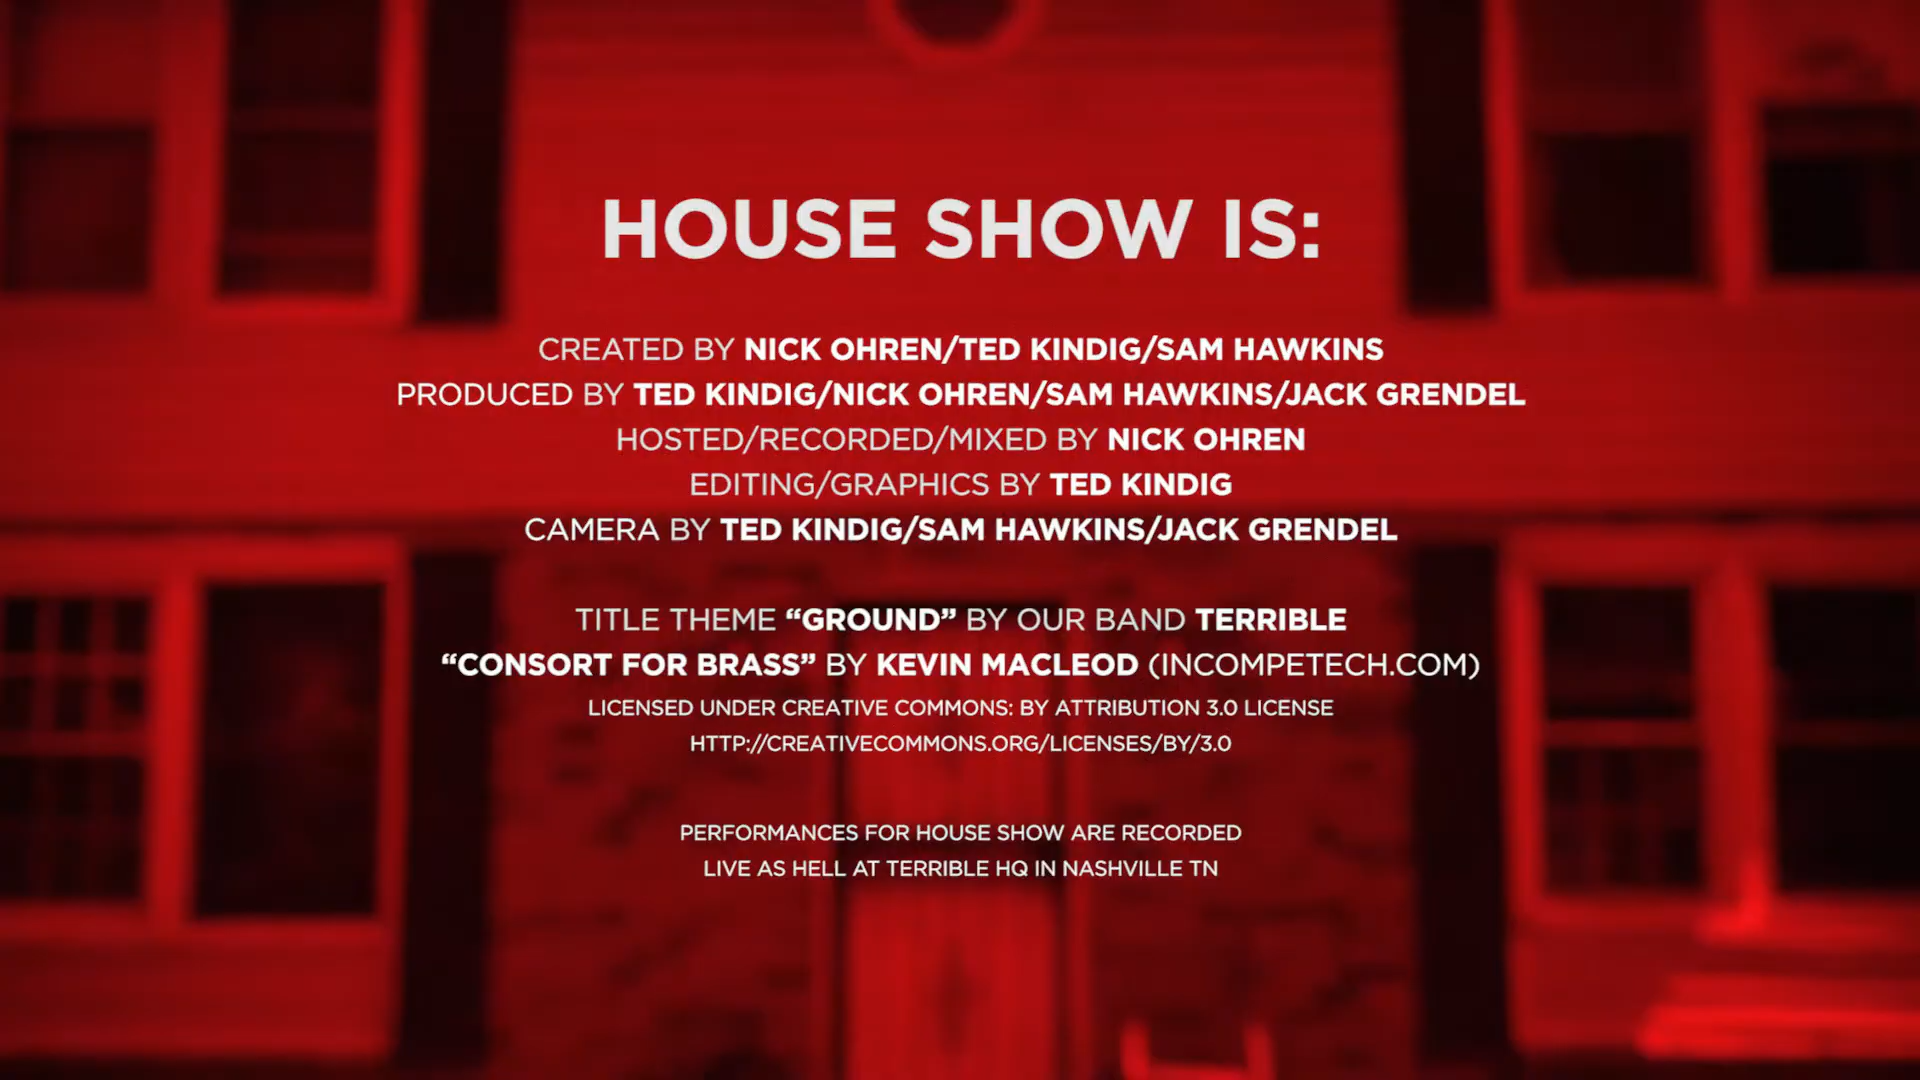 HOUSE SHOW IS:
CREATED BY NICK OHREN/TED KINDIG/SAM HAWKINS
PRODUCED BY TED KINDIG/NICK OHREN/SAM HAWKINS/JACK GRENDEL
HOSTED/RECORDED/MIXED BY NICK OHREN
EDITING/GRAPHICS BY TED KINDIG
CAMERA BY TED KINDIG/SAM HAWKINS/JACK GRENDEL
TITLE THEME “GROUND” BY OUR BAND TERRIBLE
“CONSORT FOR BRASS” BY KEVIN MACLEOD (INCOMPETECH.COM)
LICENSED UNDER CREATIVE COMMONS: BY ATTRIBUTION 3.0 LICENSE
HTTP://CREATIVECOMMONS.ORG/LICENSES/BY/3.0
PERFORMANCES FOR HOUSE SHOW ARE RECORDED
LIVE AS HELL AT TERRIBLE HQ IN NASHVILLE TN